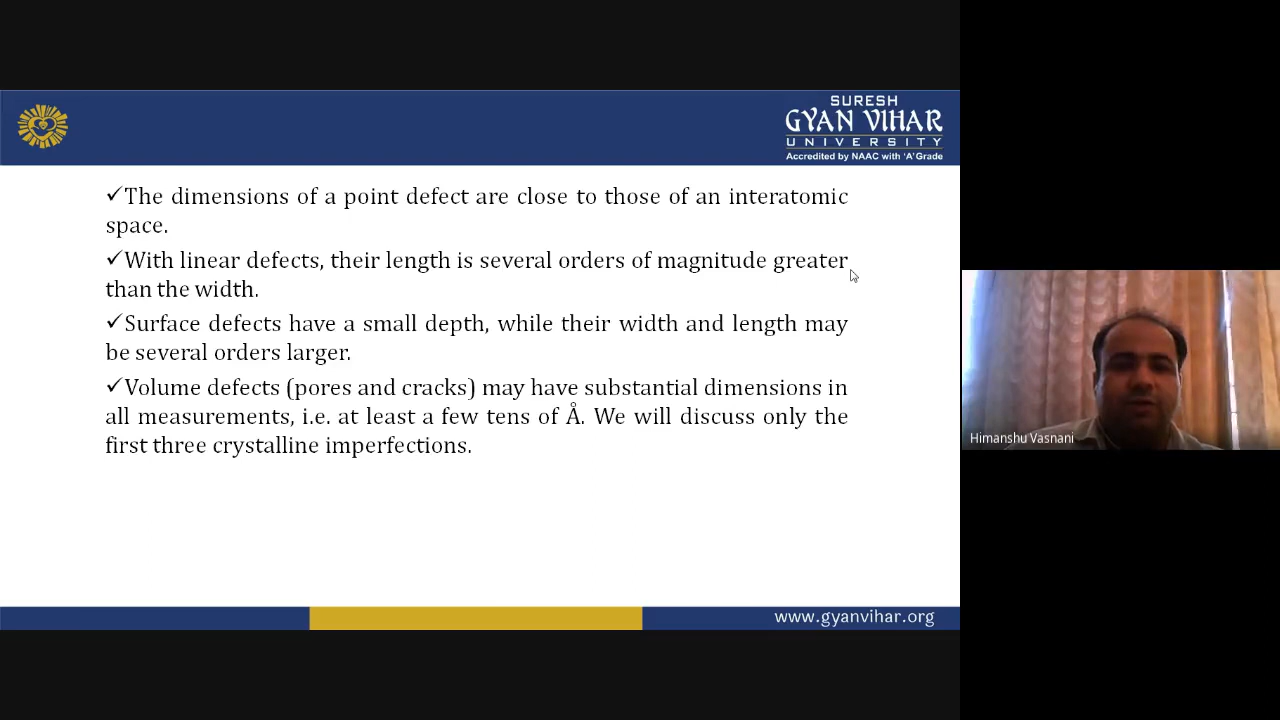 SURESH
GYAN VIHAR
UNIVERSITY
Accredited by NAAC with 'A' Grade
✓The dimensions of a point defect are close to those of an interatomic
space.
✓With linear defects, their length is several orders of magnitude greater
than the width.
✓Surface defects have a small depth, while their width and length may
be several orders larger.
✓Volume defects (pores and cracks) may have substantial dimensions in
all measurements, i.e. at least a few tens of Å. We will discuss only the
first three crystalline imperfections.
Himanshu Vasnani
www.gyanvihar.org